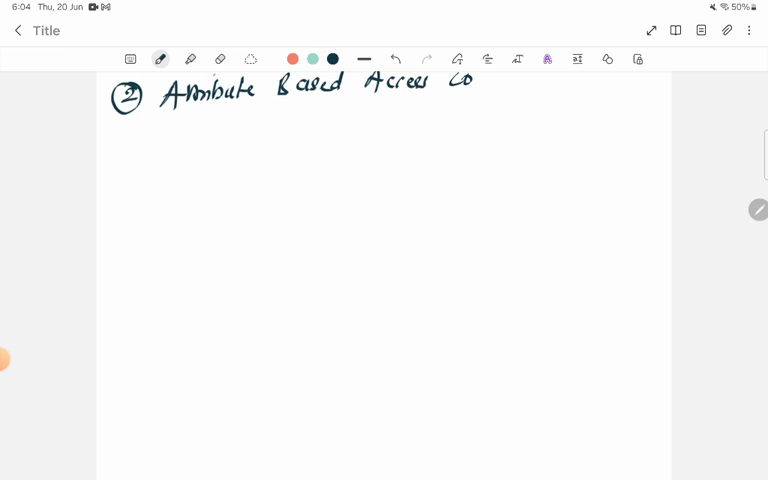 6:04 Thu, 20 Jun 50%
Title
② Attribute Based Access Co